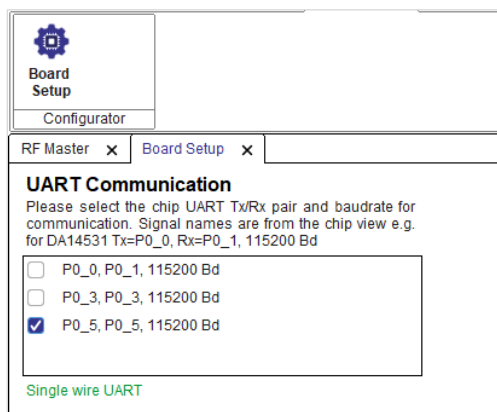 Board
Setup
Configurator
RF Master x Board Setup x
UART Communication
Please select the chip UART Tx/Rx pair and baudrate for
communication. Signal names are from the chip view e.g.
for DA14531 Tx=P0_0, Rx=P0_1, 115200 Bd
P0_0, P0_1, 115200 Bd
P0_3, P0_3, 115200 Bd
P0_5, P0_5, 115200 Bd
Single wire UART